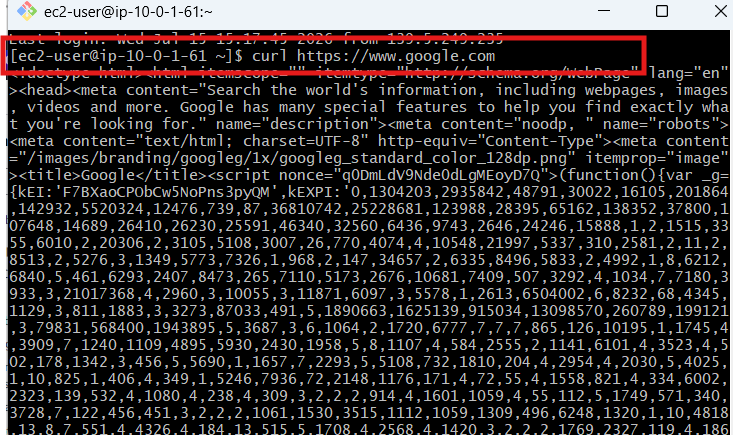 ec2-user@ip-10-0-1-61:~
Last login: Wed Jul 15 15:17:45 2026 from 139.5.249.235
[ec2-user@ip-10-0-1-61 ~]$ curl https://www.google.com
<!doctype html><html itemscope="" itemtype="http://schema.org/WebPage" lang="en"
><head><meta content="Search the world's information, including webpages, images
, videos and more. Google has many special features to help you find exactly wha
t you're looking for." name="description"><meta content="noodp, " name="robots">
<meta content="text/html; charset=UTF-8" http-equiv="Content-Type"><meta content
="/images/branding/googleg/1x/googleg_standard_color_128dp.png" itemprop="image"
><title>Google</title><script nonce="qODmLdV9NdeOdLgMEoyD7Q">(function(){var _g=
{kEI:'F7BXaoCPObCw5NoPns3pyQM',kEXPI:'0,1304203,2935842,48791,30022,16105,201864
,142932,5520324,12476,739,87,36810742,25228681,123988,28395,65162,138352,37800,1
07648,14689,26410,26230,25591,46340,32560,6436,9743,2646,24246,15888,1,2,1515,33
55,6010,2,20306,2,3105,5108,3007,26,770,4074,4,10548,21997,5337,310,2581,2,11,2,
8513,2,5276,3,1349,5773,7326,1,968,2,147,34657,2,6335,8496,5833,2,4992,1,8,6212,
6840,5,461,6293,2407,8473,265,7110,5173,2676,10681,7409,507,3292,4,1034,7,7180,3
933,3,21017368,4,2960,3,10055,3,11871,6097,3,5578,1,2613,6504002,6,8232,68,4345,
1129,3,811,1883,3,3273,87033,491,5,1890663,1625139,915034,13098570,260789,199121
,3,79831,568400,1943895,5,3687,3,6,1064,2,1720,6777,7,7,7,865,126,10195,1,1745,4
,3909,7,1240,1109,4895,5930,2430,1958,5,8,1107,4,584,2555,2,1141,6101,4,3523,4,5
02,178,1342,3,456,5,5690,1,1657,7,2293,5,5108,732,1810,204,4,2954,4,2030,5,4025,
1,10,825,1,406,4,349,1,5246,7936,72,2148,1176,171,4,72,55,4,1558,821,4,334,6002,
2323,139,532,4,1080,4,238,4,309,3,2,2,2,914,4,1601,1059,4,55,112,5,1749,571,340,
3728,7,122,456,451,3,2,2,2,1061,1530,3515,1112,1059,1309,496,6248,1320,1,10,4818
,13,8,7,551,4,4326,4,184,13,515,5,1708,4,2568,4,1420,3,2,2,2,1769,2327,119,4,186